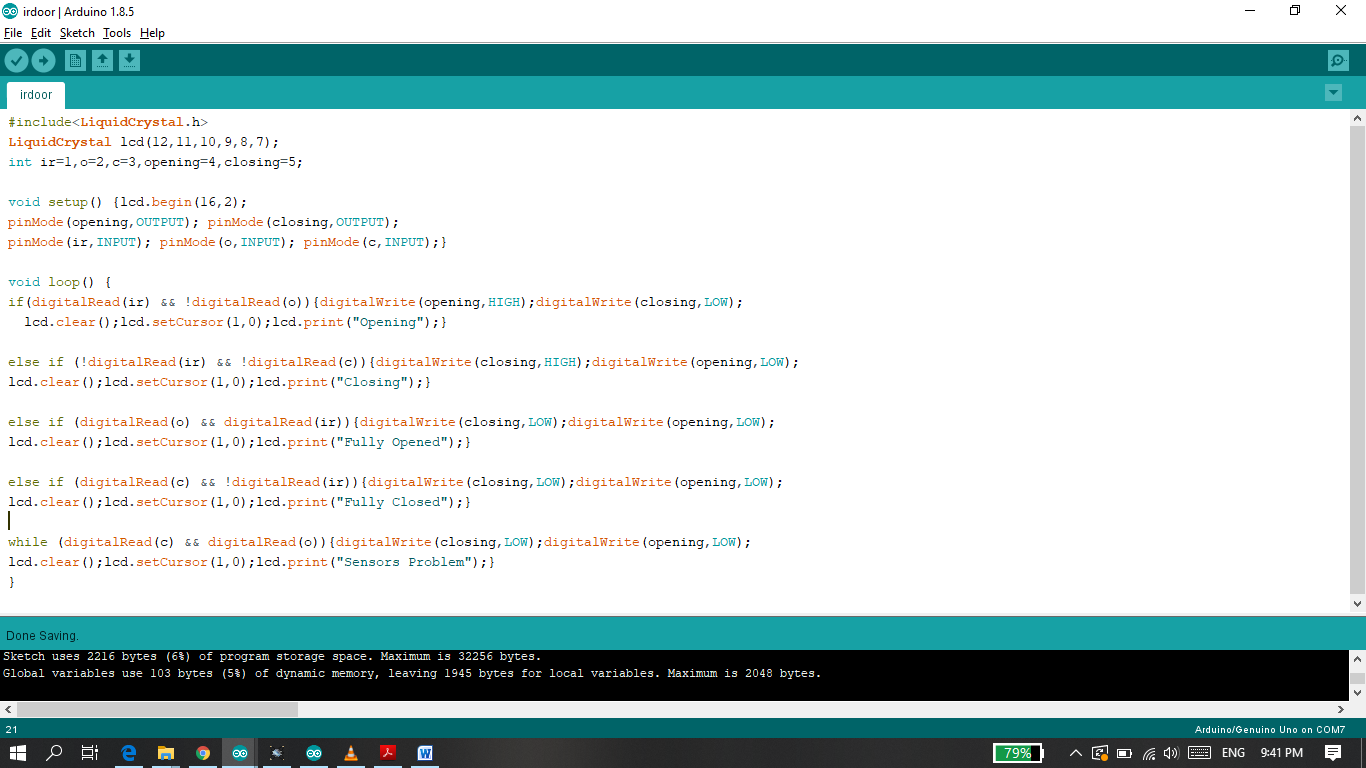 irdoor | Arduino 1.8.5
File Edit Sketch Tools Help
irdoor
#include<LiquidCrystal.h>
LiquidCrystal lcd(12,11,10,9,8,7);
int ir=1,o=2,c=3,opening=4,closing=5;
void setup() {lcd.begin(16,2);
pinMode(opening,OUTPUT); pinMode(closing,OUTPUT);
pinMode(ir,INPUT); pinMode(o,INPUT); pinMode(c,INPUT);}
void loop() {
if(digitalRead(ir) && !digitalRead(o)){digitalWrite(opening,HIGH);digitalWrite(closing,LOW);
lcd.clear();lcd.setCursor(1,0);lcd.print("Opening");}
else if (!digitalRead(ir) && !digitalRead(c)){digitalWrite(closing,HIGH);digitalWrite(opening,LOW);
lcd.clear();lcd.setCursor(1,0);lcd.print("Closing");}
else if (digitalRead(o) && digitalRead(ir)){digitalWrite(closing,LOW);digitalWrite(opening,LOW);
lcd.clear();lcd.setCursor(1,0);lcd.print("Fully Opened");}
else if (digitalRead(c) && !digitalRead(ir)){digitalWrite(closing,LOW);digitalWrite(opening,LOW);
lcd.clear();lcd.setCursor(1,0);lcd.print("Fully Closed");}
while (digitalRead(c) && digitalRead(o)){digitalWrite(closing,LOW);digitalWrite(opening,LOW);
lcd.clear();lcd.setCursor(1,0);lcd.print("Sensors Problem");}
}
Done Saving.
Sketch uses 2216 bytes (6%) of program storage space. Maximum is 32256 bytes.
Global variables use 103 bytes (5%) of dynamic memory, leaving 1945 bytes for local variables. Maximum is 2048 bytes.
21 Arduino/Genuino Uno on COM7
79% ENG 9:41 PM